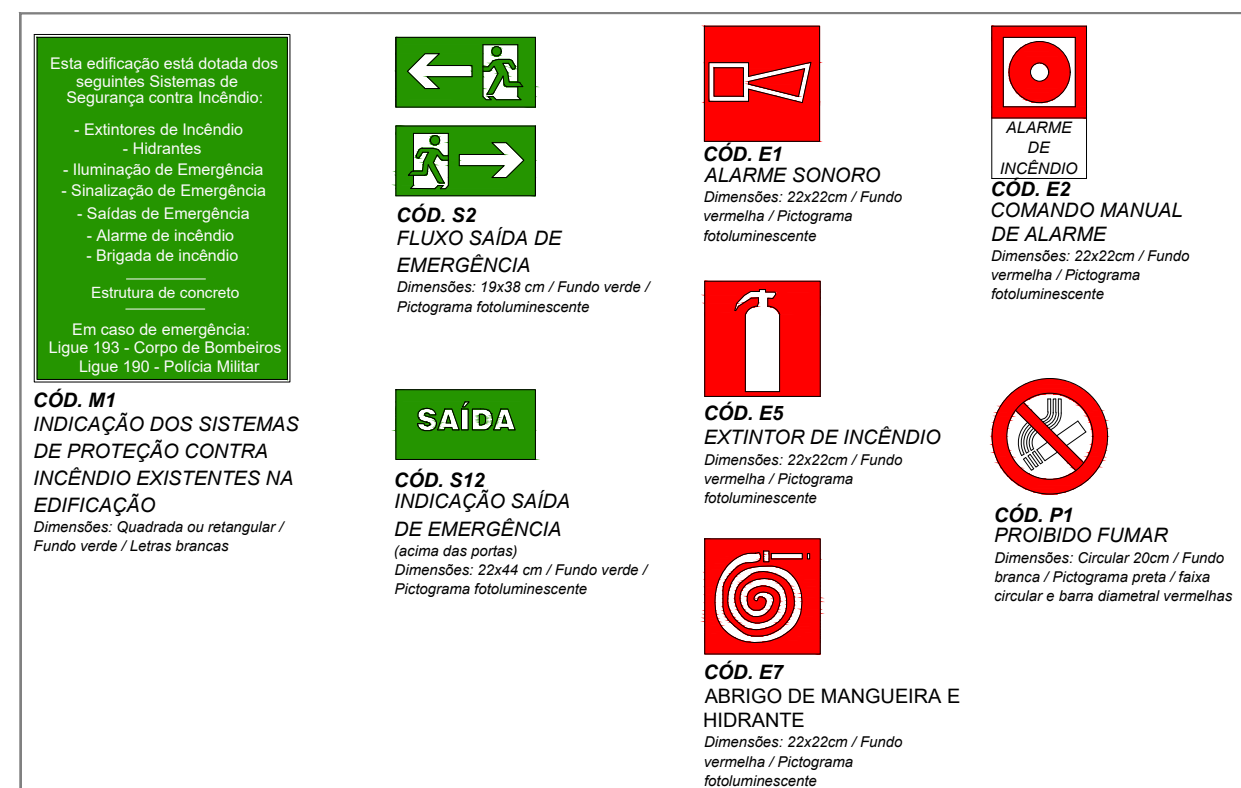 Esta edificação está dotada dos
seguintes Sistemas de
Segurança contra Incêndio:
- Extintores de Incêndio
- Hidrantes
- Iluminação de Emergência
- Sinalização de Emergência
- Saídas de Emergência
- Alarme de incêndio
- Brigada de incêndio
Estrutura de concreto
Em caso de emergência:
Ligue 193 - Corpo de Bombeiros
Ligue 190 - Polícia Militar
CÓD. M1
INDICAÇÃO DOS SISTEMAS
DE PROTEÇÃO CONTRA
INCÊNDIO EXISTENTES NA
EDIFICAÇÃO
Dimensões: Quadrada ou retangular /
Fundo verde / Letras brancas
CÓD. S2
FLUXO SAÍDA DE
EMERGÊNCIA
Dimensões: 19x38 cm / Fundo verde /
Pictograma fotoluminescente
SAÍDA
CÓD. S12
INDICAÇÃO SAÍDA
DE EMERGÊNCIA
(acima das portas)
Dimensões: 22x44 cm / Fundo verde /
Pictograma fotoluminescente
CÓD. E1
ALARME SONORO
Dimensões: 22x22cm / Fundo
vermelha / Pictograma
fotoluminescente
CÓD. E5
EXTINTOR DE INCÊNDIO
Dimensões: 22x22cm / Fundo
vermelha / Pictograma
fotoluminescente
CÓD. E7
ABRIGO DE MANGUEIRA E
HIDRANTE
Dimensões: 22x22cm / Fundo
vermelha / Pictograma
fotoluminescente
ALARME
DE
INCÊNDIO
CÓD. E2
COMANDO MANUAL
DE ALARME
Dimensões: 22x22cm / Fundo
vermelha / Pictograma
fotoluminescente
CÓD. P1
PROIBIDO FUMAR
Dimensões: Circular 20cm / Fundo
branca / Pictograma preta / faixa
circular e barra diametral vermelhas